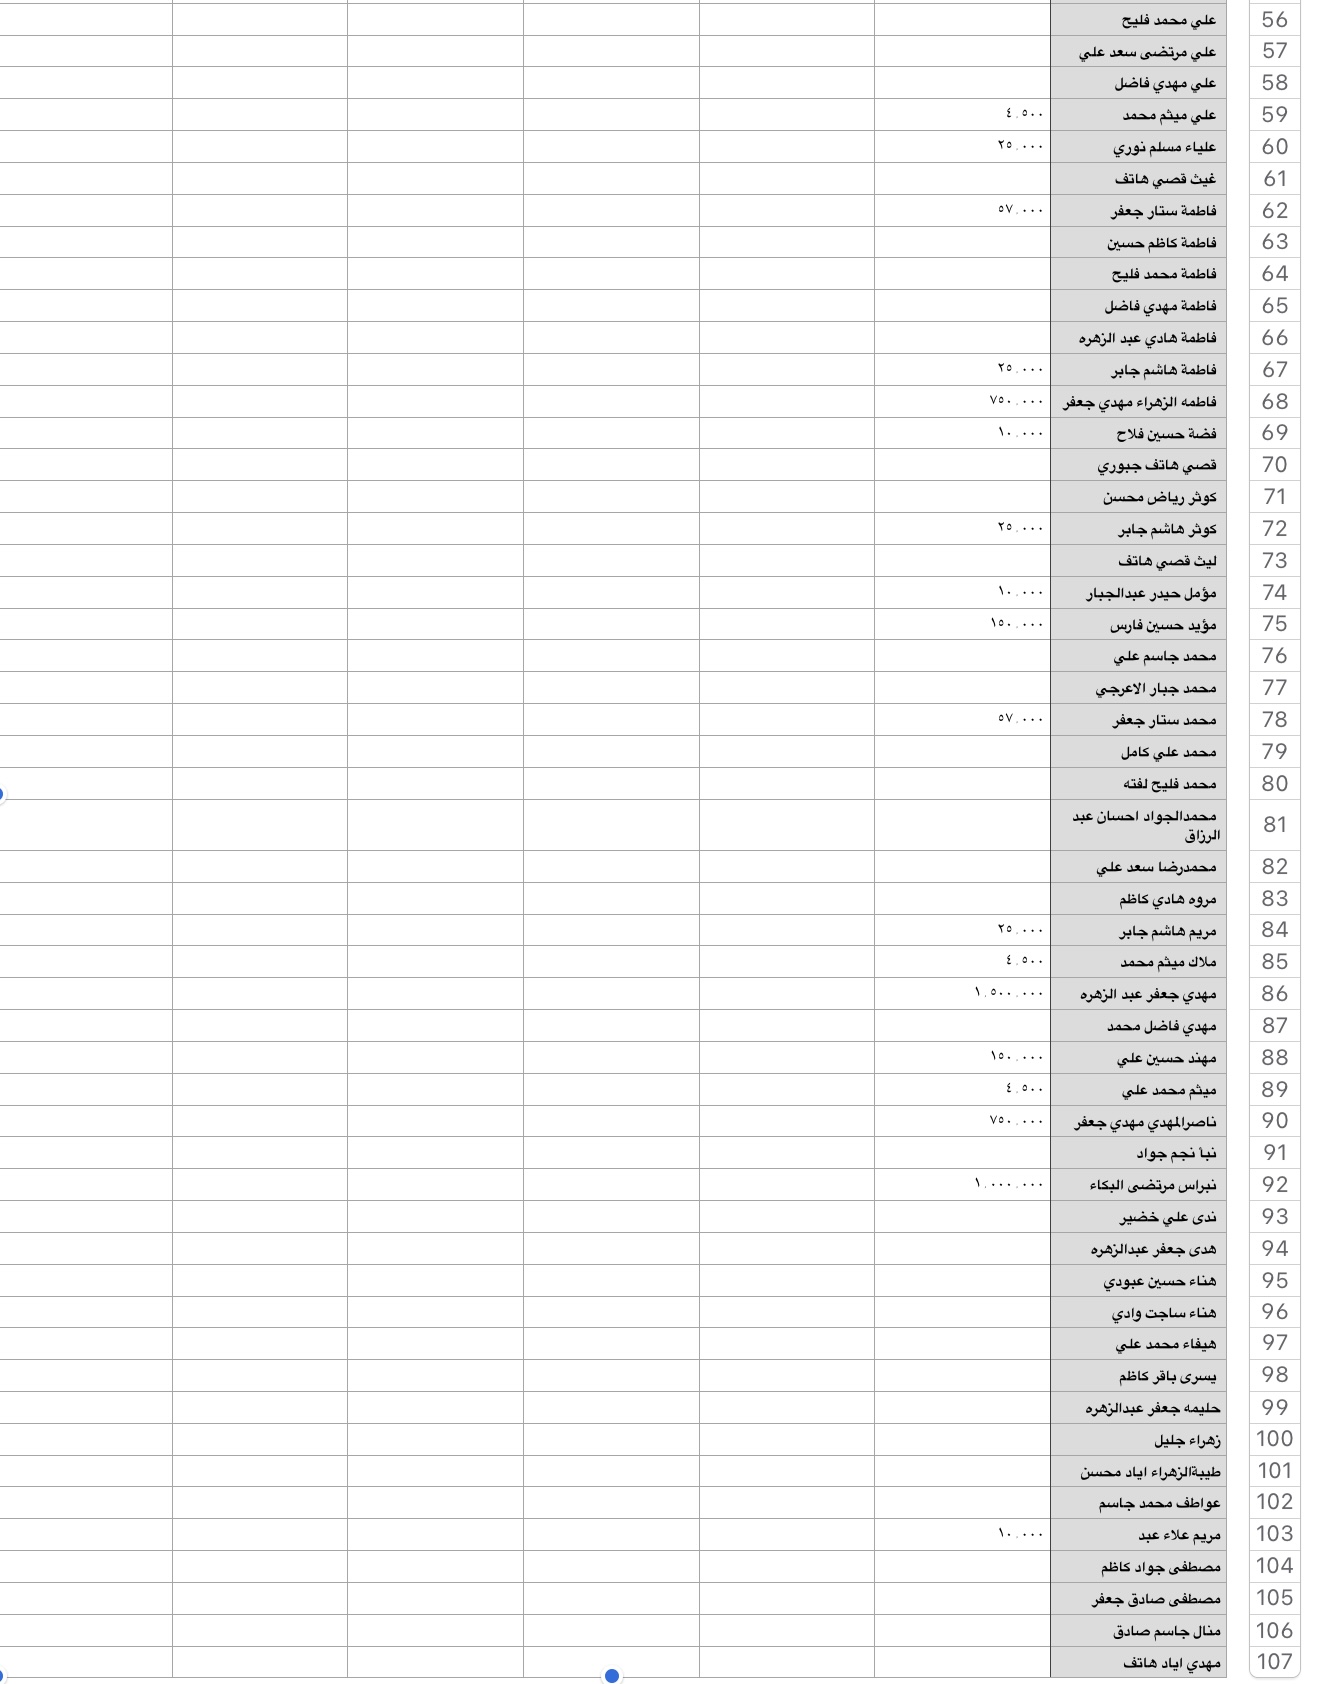 56 علي محمد فليح
57 علي مرتضى سعد علي
58 علي مهدي فاضل
59 علي ميثم محمد ٤.٥٠٠
60 علياء مسلم نوري ٢٥.٠٠٠
61 غيث قصي هاتف
62 فاطمة ستار جعفر ٥٧.٠٠٠
63 فاطمة كاظم حسين
64 فاطمة محمد فليح
65 فاطمة مهدي فاضل
66 فاطمة هادي عبد الزهره
67 فاطمة هاشم جابر ٢٥.٠٠٠
68 فاطمه الزهراء مهدي جعفر ٧٥٠.٠٠٠
69 فضة حسين فلاح ١٠.٠٠٠
70 قصي هاتف جبوري
71 كوثر رياض محسن
72 كوثر هاشم جابر ٢٥.٠٠٠
73 ليث قصي هاتف
74 مؤمل حيدر عبدالجبار ١٠.٠٠٠
75 مؤيد حسين فارس ١٥٠.٠٠٠
76 محمد جاسم علي
77 محمد جبار الاعرجي
78 محمد ستار جعفر ٥٧.٠٠٠
79 محمد علي كامل
80 محمد فليح لفته
81 محمدالجواد احسان عبد
الرزاق
82 محمدرضا سعد علي
83 مروه هادي كاظم
84 مريم هاشم جابر ٢٥.٠٠٠
85 ملاك ميثم محمد ٤.٥٠٠
86 مهدي جعفر عبد الزهره ١.٥٠٠.٠٠٠
87 مهدي فاضل محمد
88 مهند حسين علي ١٥٠.٠٠٠
89 ميثم محمد علي ٤.٥٠٠
90 ناصرالمهدي مهدي جعفر ٧٥٠.٠٠٠
91 نبأ نجم جواد
92 نبراس مرتضى البكاء ١.٠٠٠.٠٠٠
93 ندى علي خضير
94 هدى جعفر عبدالزهره
95 هناء حسين عبودي
96 هناء ساجت وادي
97 هيفاء محمد علي
98 يسرى باقر كاظم
99 حليمه جعفر عبدالزهره
100 زهراء جليل
101 طيبةالزهراء اياد محسن
102 عواطف محمد جاسم
103 مريم علاء عبد ١٠.٠٠٠
104 مصطفى جواد كاظم
105 مصطفى صادق جعفر
106 منال جاسم صادق
107 مهدي اياد هاتف